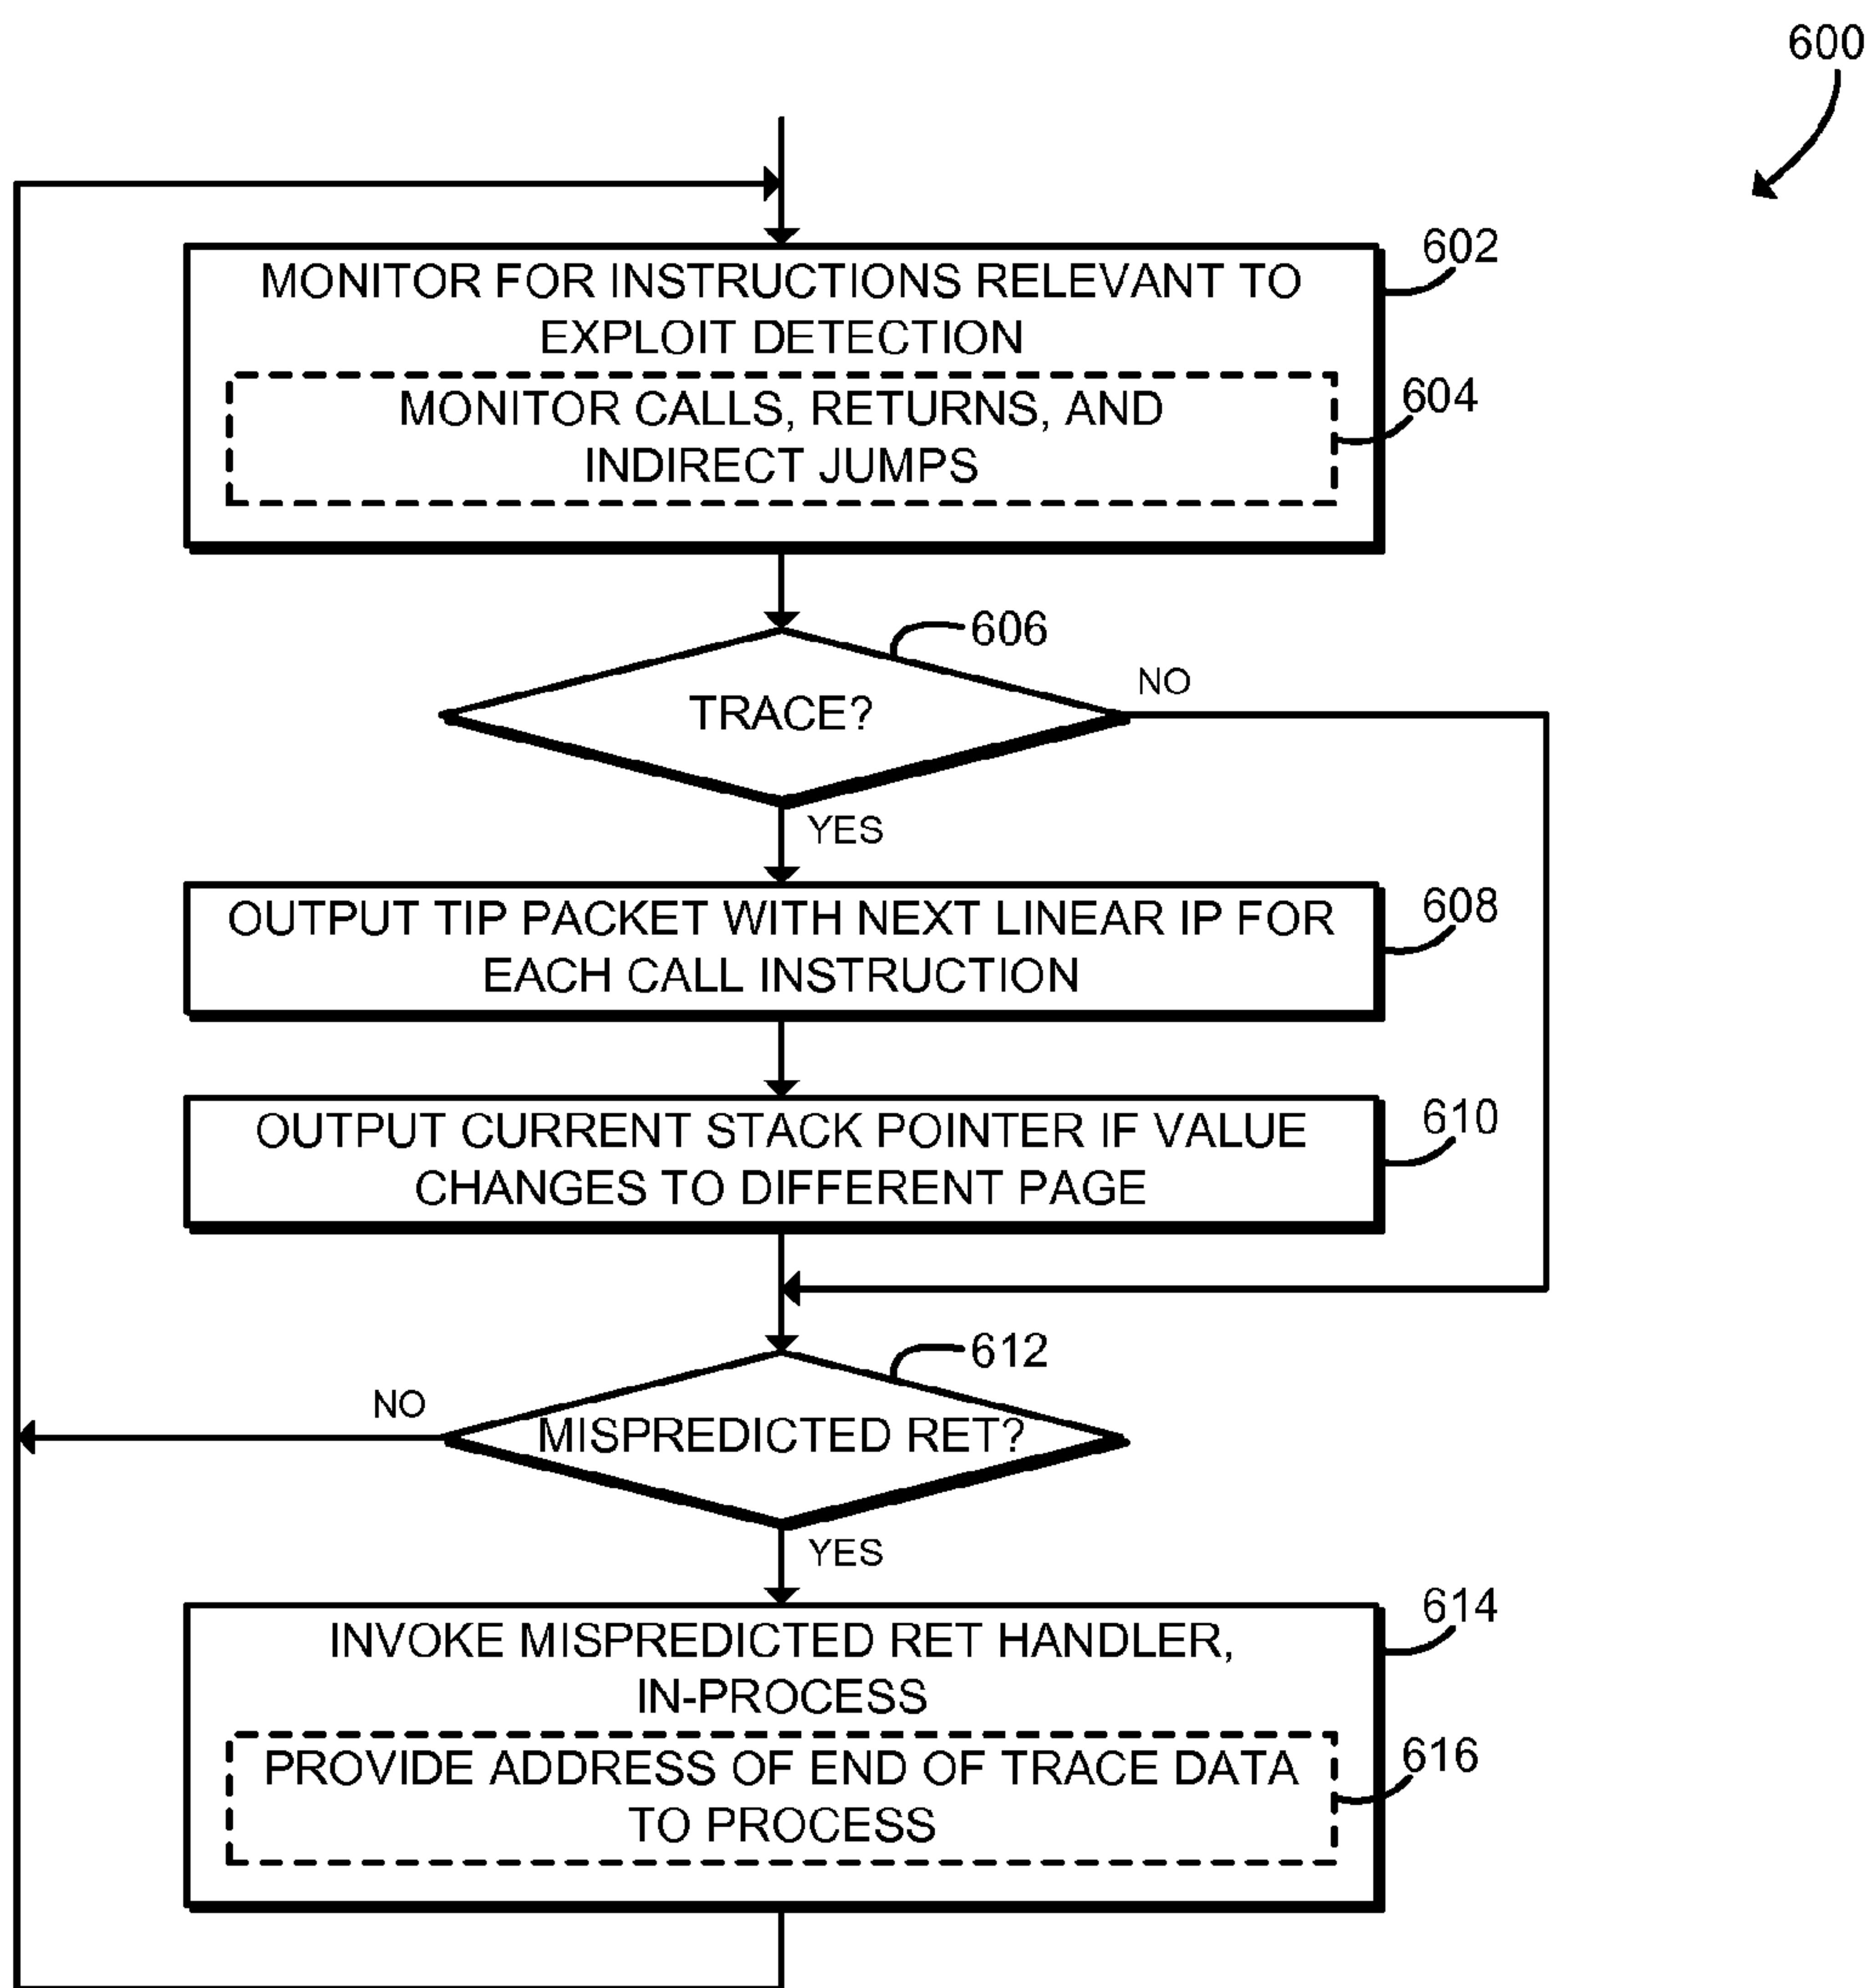 600
602
MONITOR FOR INSTRUCTIONS RELEVANT TO
EXPLOIT DETECTION
604
MONITOR CALLS, RETURNS, AND
INDIRECT JUMPS
606
NO
TRACE?
YES
608
OUTPUT TIP PACKET WITH NEXT LINEAR IP FOR
EACH CALL INSTRUCTION
610
OUTPUT CURRENT STACK POINTER IF VALUE
CHANGES TO DIFFERENT PAGE
612
NO
MISPREDICTED RET?
YES
614
INVOKE MISPREDICTED RET HANDLER,
IN-PROCESS
616
PROVIDE ADDRESS OF END OF TRACE DATA
TO PROCESS